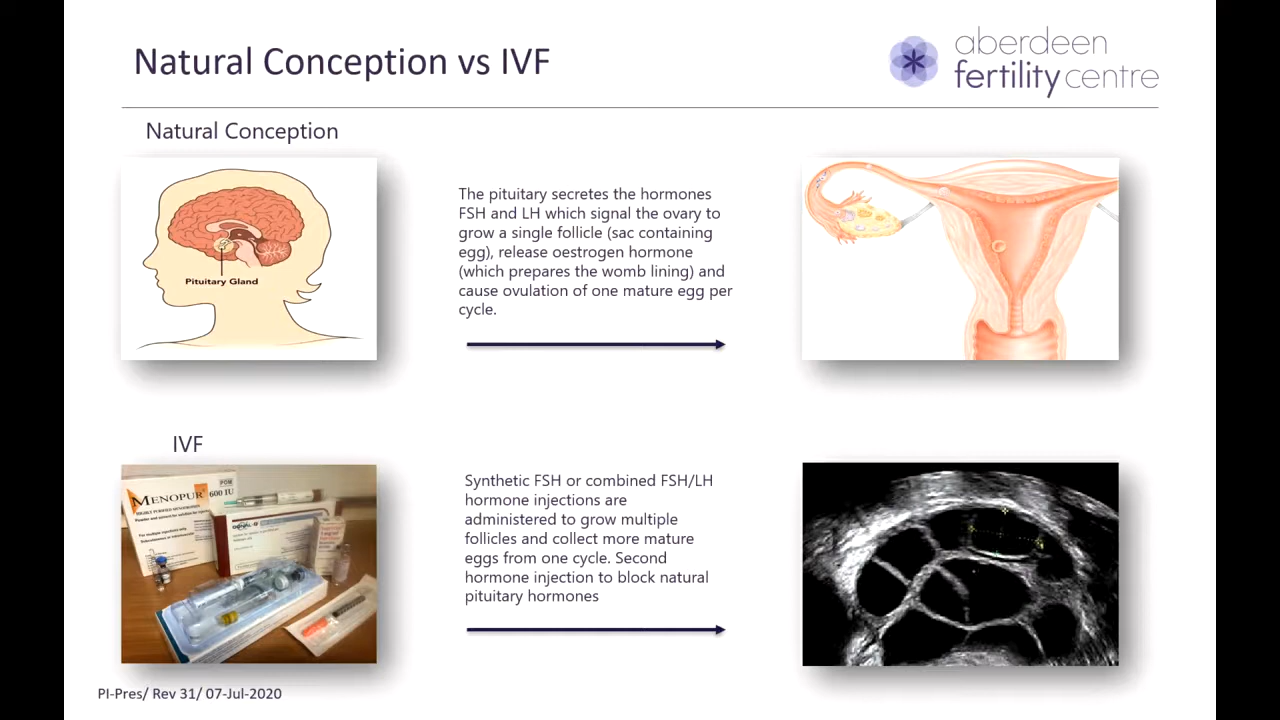 Natural Conception vs IVF
aberdeen
fertility centre
Natural Conception
Pituitary Gland
The pituitary secretes the hormones
FSH and LH which signal the ovary to
grow a single follicle (sac containing
egg), release oestrogen hormone
(which prepares the womb lining) and
cause ovulation of one mature egg per
cycle.
IVF
MENOPUR
600 IU
POM
Synthetic FSH or combined FSH/LH
hormone injections are
administered to grow multiple
follicles and collect more mature
eggs from one cycle. Second
hormone injection to block natural
pituitary hormones
PI-Pres/ Rev 31/ 07-Jul-2020